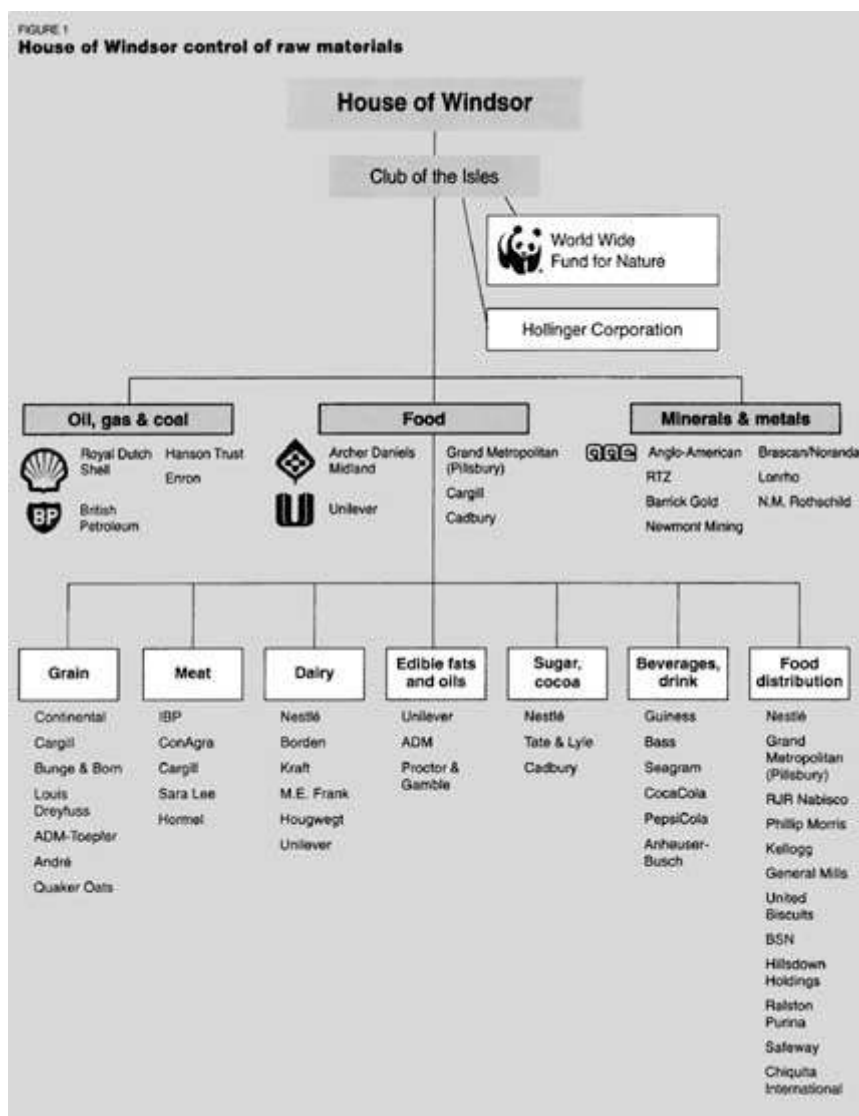 FIGURE 1
House of Windsor control of raw materials
House of Windsor
Club of the Isles
World Wide
Fund for Nature
Hollinger Corporation
Oil, gas & coal
Royal Dutch
Shell
British
Petroleum
Hanson Trust
Enron
BP
Food
Archer Daniels
Midland
Unilever
Grand Metropolitan
(Pillsbury)
Cargill
Cadbury
Minerals & metals
Anglo-American
RTZ
Barrick Gold
Newmont Mining
Brascan/Noranda
Lonrho
N.M. Rothschild
Grain
Continental
Cargill
Bunge & Born
Louis
Dreyfuss
ADM-Toepfer
André
Quaker Oats
Meat
IBP
ConAgra
Cargill
Sara Lee
Hormel
Dairy
Nestlé
Borden
Kraft
M.E. Frank
Hougwegt
Unilever
Edible fats
and oils
Unilever
ADM
Proctor &
Gamble
Sugar,
cocoa
Nestlé
Tate & Lyle
Cadbury
Beverages,
drink
Guiness
Bass
Seagram
CocaCola
PepsiCola
Anheuser-
Busch
Food
distribution
Nestlé
Grand
Metropolitan
(Pillsbury)
RJR Nabisco
Phillip Morris
Kellogg
General Mills
United
Biscuits
BSN
Hillsdown
Holdings
Ralston
Purina
Safeway
Chiquita
International